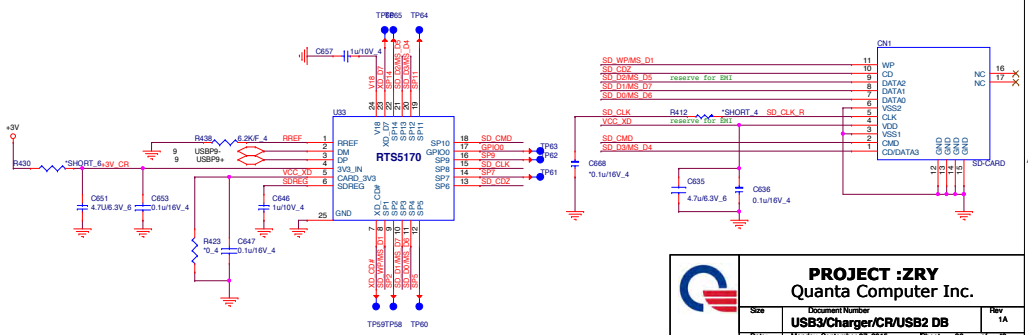 TP66 TP65 TP64
C657 1u/10V_4
V18
XD_D7
SP14
SD_D2/MS_D5
SD_D3/MS_D4
SP11
24 23 22 21 20 19
U33
V18
XD_D7
SP14
SP13
SP12
SP11
+3V
R438 6.2K/F_4 RREF 1 RREF
9 USBP9- 2 DM
9 USBP9+ 3 DP
R430 *SHORT_6 +3V_CR 4 3V3_IN
VCC_XD 5 CARD_3V3
SDREG 6 SDREG
RTS5170
SP10 18 SD_CMD
GPIO0 17 GPIO0 TP63
SP9 16 SP9 TP62
SP8 15 SD_CLK
SP7 14 SP7 TP61
SP6 13 SD_CDZ
25 GND
XD_CD#
SP1
SP2
SP3
SP4
SP5
7 8 9 10 11 12
XD_CD#
SD_WP/MS_D1
SP2
SD_D1/MS_D7
SD_D0/MS_D6
SP5
TP59 TP58 TP60
C651
4.7U/6.3V_6
C653
0.1u/16V_4
C646
1u/10V_4
R423
*0_4
C647
0.1u/16V_4
CN1
SD_WP/MS_D1 11 WP
SD_CDZ 10 CD
SD_D2/MS_D5 reserve for EMI 9 DATA2
SD_D1/MS_D7 8 DATA1
SD_D0/MS_D6 7 DATA0
6 VSS2
SD_CLK R412 *SHORT_4 SD_CLK_R 5 CLK
VCC_XD reserve for EMI 4 VDD
3 VSS1
SD_CMD 2 CMD
SD_D3/MS_D4 1 CD/DATA3
NC 16
NC 17
GND GND GND GND
12 13 14 15
SD-CARD
C668
*0.1u/16V_4
C635
4.7u/6.3V_6
C636
0.1u/16V_4
PROJECT :ZRY
Quanta Computer Inc.
Size Document Number Rev
USB3/Charger/CR/USB2 DB 1A